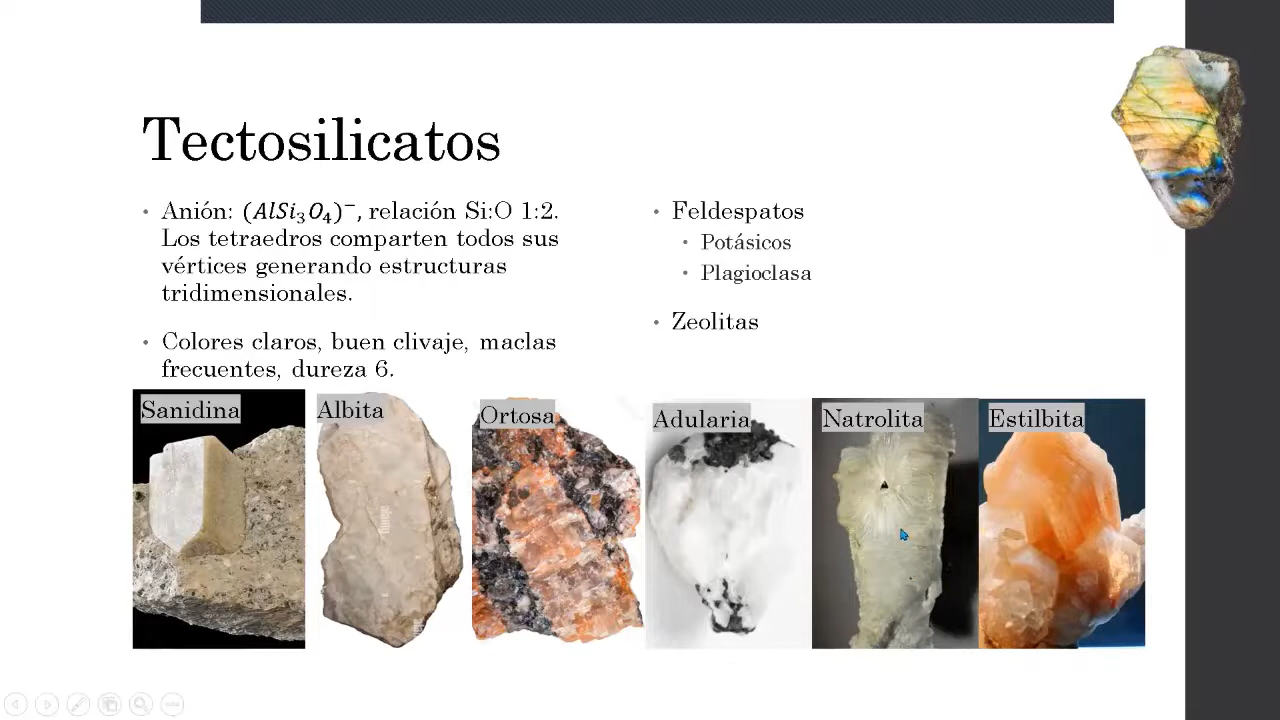 Tectosilicatos
• Anión: (AlSi₃O₄)⁻, relación Si:O 1:2.
Los tetraedros comparten todos sus
vértices generando estructuras
tridimensionales.
• Colores claros, buen clivaje, maclas
frecuentes, dureza 6.
• Feldespatos
• Potásicos
• Plagioclasa
• Zeolitas
Sanidina
Albita
Ortosa
Adularia
Natrolita
Estilbita